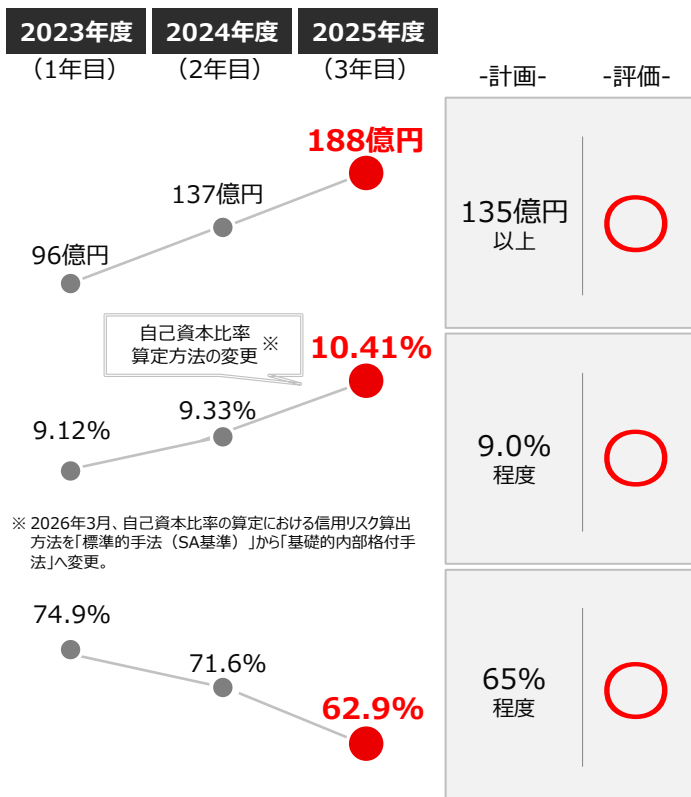 2023年度 2024年度 2025年度
（1年目） （2年目） （3年目） -計画- -評価-
188億円
137億円
96億円
135億円
以上
自己資本比率
算定方法の変更 ※
10.41%
9.33%
9.12%
9.0%
程度
※ 2026年3月、自己資本比率の算定における信用リスク算出
方法を「標準的手法（SA基準）」から「基礎的内部格付手
法」へ変更。
74.9%
71.6%
62.9%
65%
程度